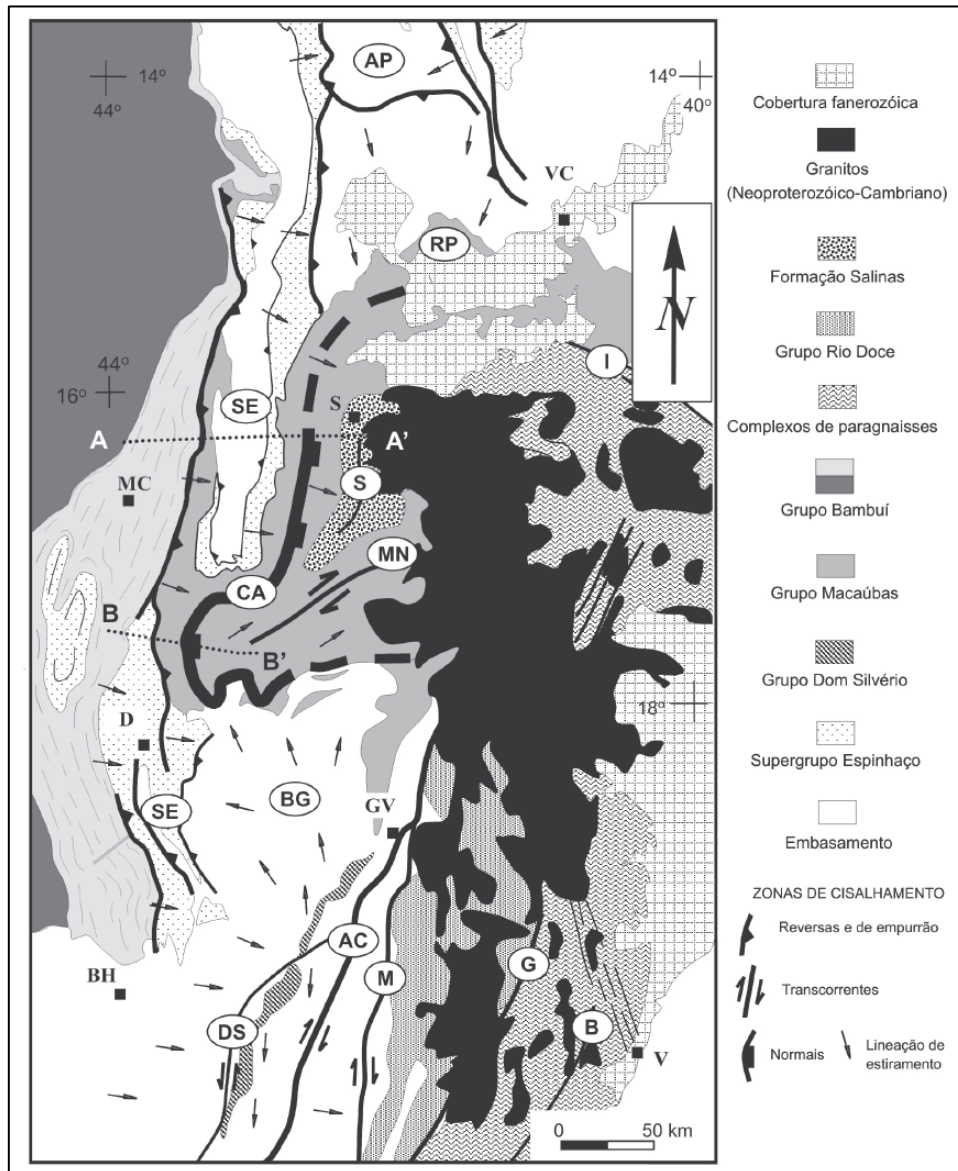 AP
14°
44°
14°
40°
VC
RP
N
44°
16°
I
SE
S
A
A'
MC
S
MN
CA
B
B'
18°
D
BG
SE
GV
AC
BH
M
G
DS
B
V
0 50 km
Cobertura fanerozóica
Granitos
(Neoproterozóico-Cambriano)
Formação Salinas
Grupo Rio Doce
Complexos de paragnaisses
Grupo Bambuí
Grupo Macaúbas
Grupo Dom Silvério
Supergrupo Espinhaço
Embasamento
ZONAS DE CISALHAMENTO
Reversas e de empurrão
Transcorrentes
Normais
Lineação de
estiramento